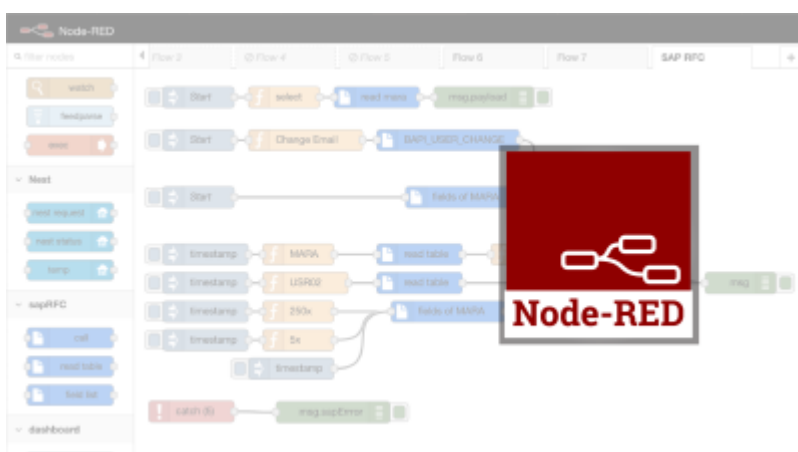 Node-RED
filter nodes
Flow 3
Flow 4
Flow 5
Flow 6
Flow 7
SAP RFC
+
watch
Start
select
read mara
msg.payload
feedparse
Start
Change Email
BAPI_USER_CHANGE
Nest
nest request
Start
fields of MARA
nest status
timestamp
MARA
read table
temp
timestamp
USR02
read table
msg
sapRFC
timestamp
250x
fields of MARA
Node-RED
call
timestamp
5x
read table
timestamp
field list
catch (6)
msg.sapError
dashboard